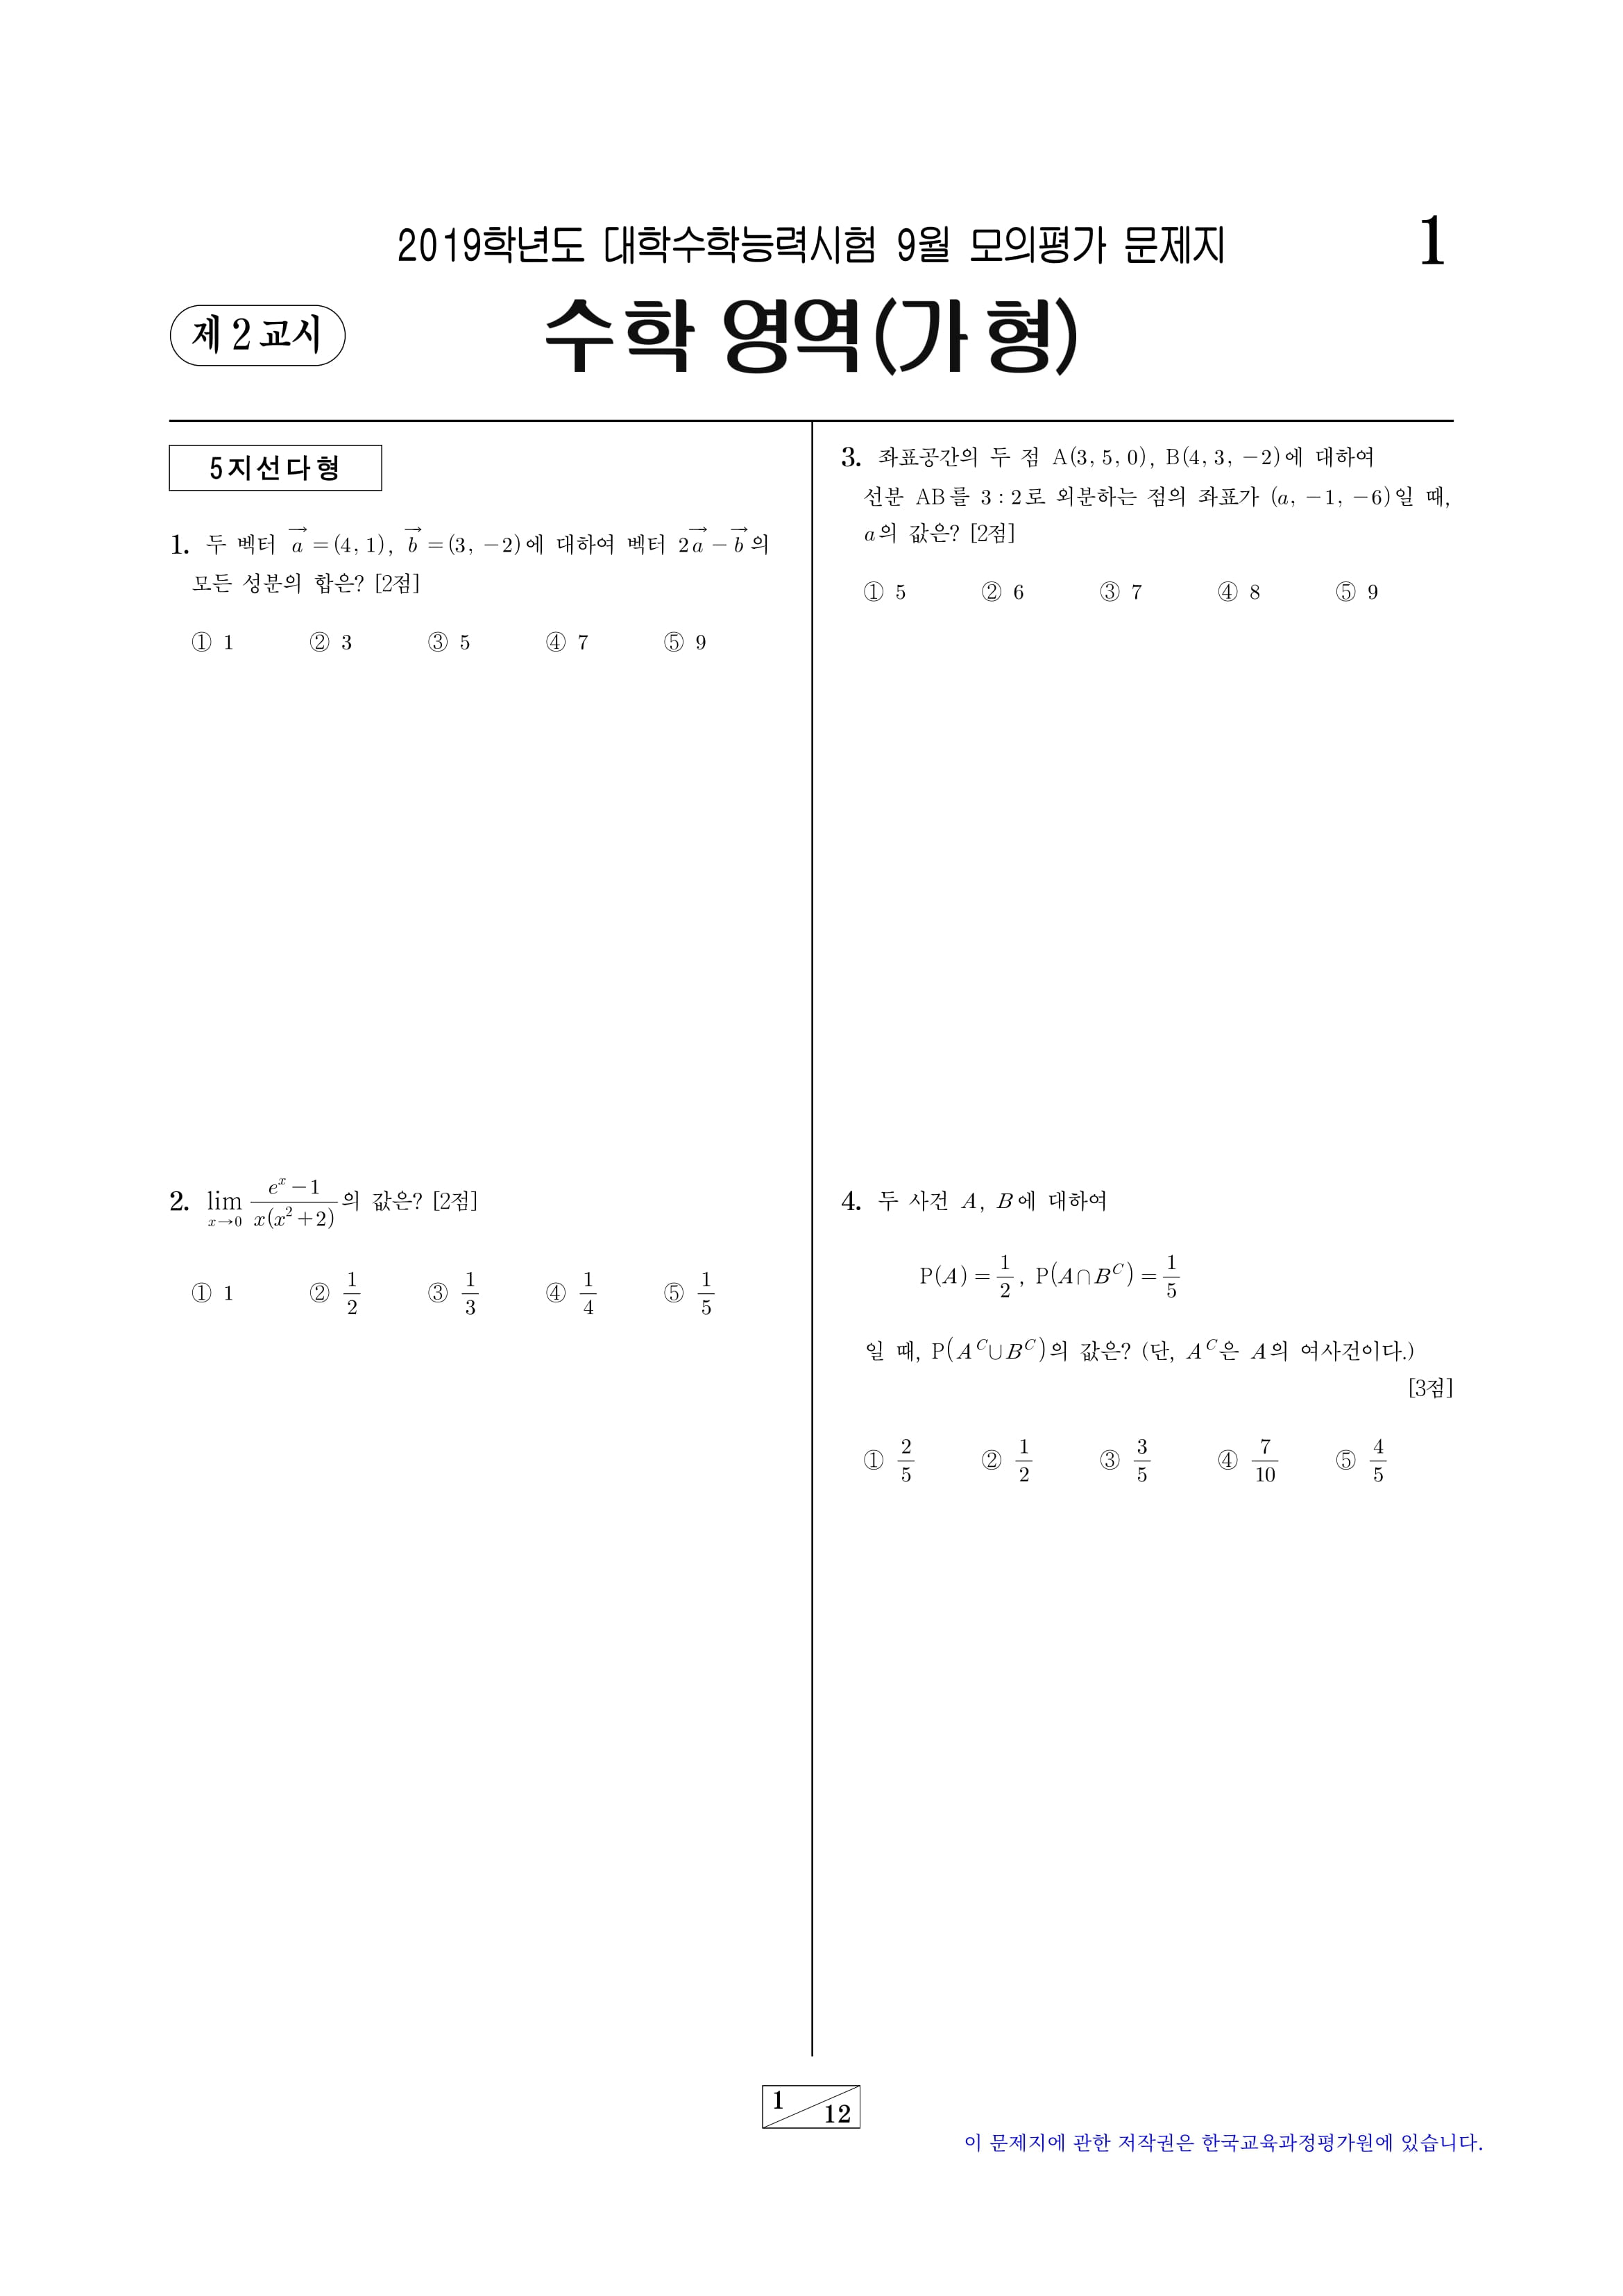 2019학년도 대학수학능력시험 9월 모의평가 문제지
1
제 2 교시
수학 영역(가 형)
5지선다형
1. 두 벡터 $\vec{a}=(4, 1)$, $\vec{b}=(3, -2)$에 대하여 벡터 $2\vec{a}-\vec{b}$의
모든 성분의 합은? [2점]
① 1 ② 3 ③ 5 ④ 7 ⑤ 9
2. $\lim_{x \to 0} \frac{e^x-1}{x(x^2+2)}$의 값은? [2점]
① 1 ② $\frac{1}{2}$ ③ $\frac{1}{3}$ ④ $\frac{1}{4}$ ⑤ $\frac{1}{5}$
3. 좌표공간의 두 점 A(3, 5, 0), B(4, 3, −2)에 대하여
선분 AB를 3 : 2로 외분하는 점의 좌표가 (a, −1, −6)일 때,
a의 값은? [2점]
① 5 ② 6 ③ 7 ④ 8 ⑤ 9
4. 두 사건 A, B에 대하여
$P(A)=\frac{1}{2}$, $P(A \cap B^C)=\frac{1}{5}$
일 때, $P(A^C \cup B^C)$의 값은? (단, $A^C$은 A의 여사건이다.)
[3점]
① $\frac{2}{5}$ ② $\frac{1}{2}$ ③ $\frac{3}{5}$ ④ $\frac{7}{10}$ ⑤ $\frac{4}{5}$
1 12
이 문제지에 관한 저작권은 한국교육과정평가원에 있습니다.